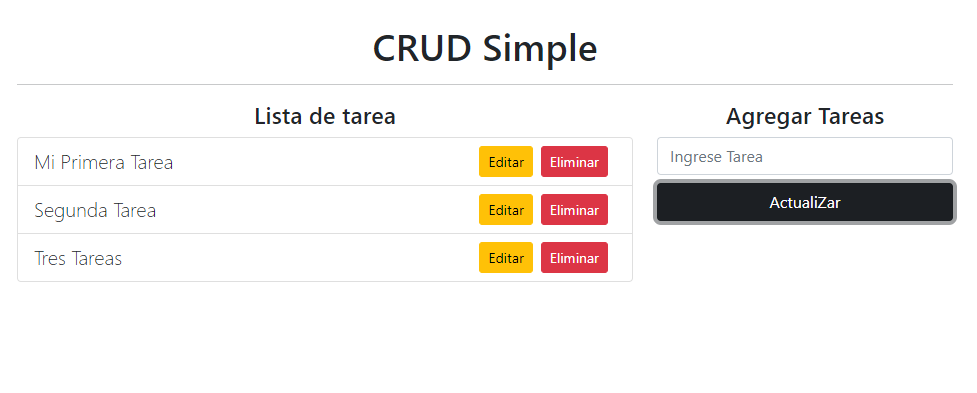 CRUD Simple
Lista de tarea
Mi Primera Tarea Editar Eliminar
Segunda Tarea Editar Eliminar
Tres Tareas Editar Eliminar
Agregar Tareas
Ingrese Tarea
ActualiZar